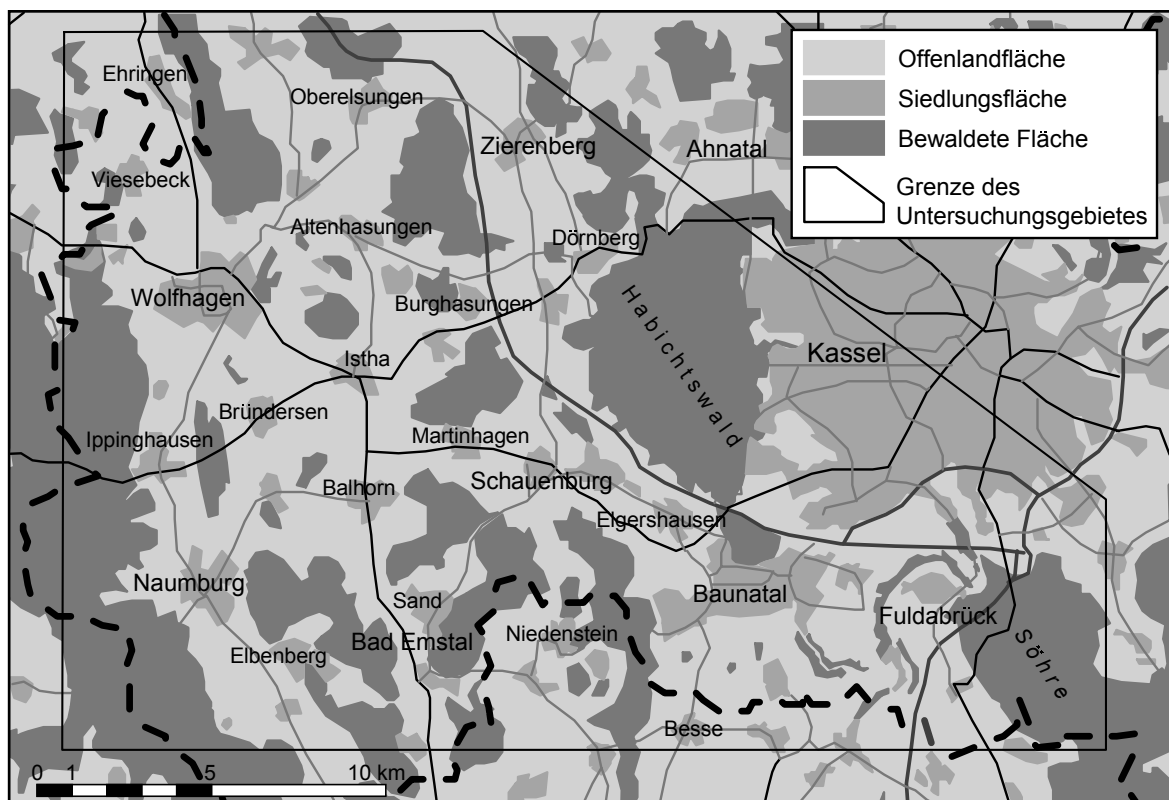 Offenlandfläche
Siedlungsfläche
Bewaldete Fläche
Grenze des
Untersuchungsgebietes
Ehringen
Oberelsungen
Zierenberg
Ahnatal
Viesebeck
Altenhasungen
Dörnberg
Wolfhagen
Burghasungen
Habichtswald
Kassel
Istha
Bründersen
Ippinghausen
Martinhagen
Schauenburg
Balhorn
Elgershausen
Naumburg
Sand
Baunatal
Fuldabrück
Bad Emstal
Niedenstein
Söhre
Elbenberg
Besse
0 1 5 10 km